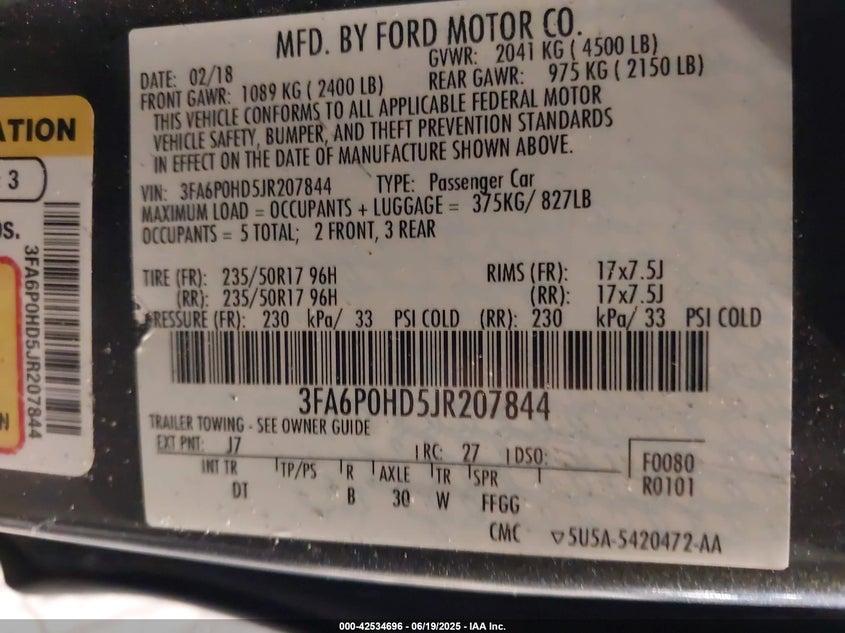 MFD. BY FORD MOTOR CO.
DATE: 02/18
GVWR: 2041 KG ( 4500 LB)
FRONT GAWR: 1089 KG ( 2400 LB)
REAR GAWR: 975 KG ( 2150 LB)
THIS VEHICLE CONFORMS TO ALL APPLICABLE FEDERAL MOTOR
VEHICLE SAFETY, BUMPER, AND THEFT PREVENTION STANDARDS
IN EFFECT ON THE DATE OF MANUFACTURE SHOWN ABOVE.
VIN: 3FA6P0HD5JR207844 TYPE: Passenger Car
MAXIMUM LOAD = OCCUPANTS + LUGGAGE = 375KG/ 827LB
OCCUPANTS = 5 TOTAL; 2 FRONT, 3 REAR
TIRE (FR): 235/50R17 96H RIMS (FR): 17x7.5J
(RR): 235/50R17 96H (RR): 17x7.5J
PRESSURE (FR): 230 kPa/ 33 PSI COLD (RR): 230 kPa/ 33 PSI COLD
3FA6P0HD5JR207844
TRAILER TOWING - SEE OWNER GUIDE
EXT PNT: J7 RC: 27 DSO:
INT TR TP/PS R AXLE TR SPR
DT B 30 W FFGG
F0080
R0101
CMC ▽5U5A-5420472-AA
ATION
: 3
os.
3FA6P0HD5JR207844
N
000-42534696 - 06/19/2025 - IAA Inc.